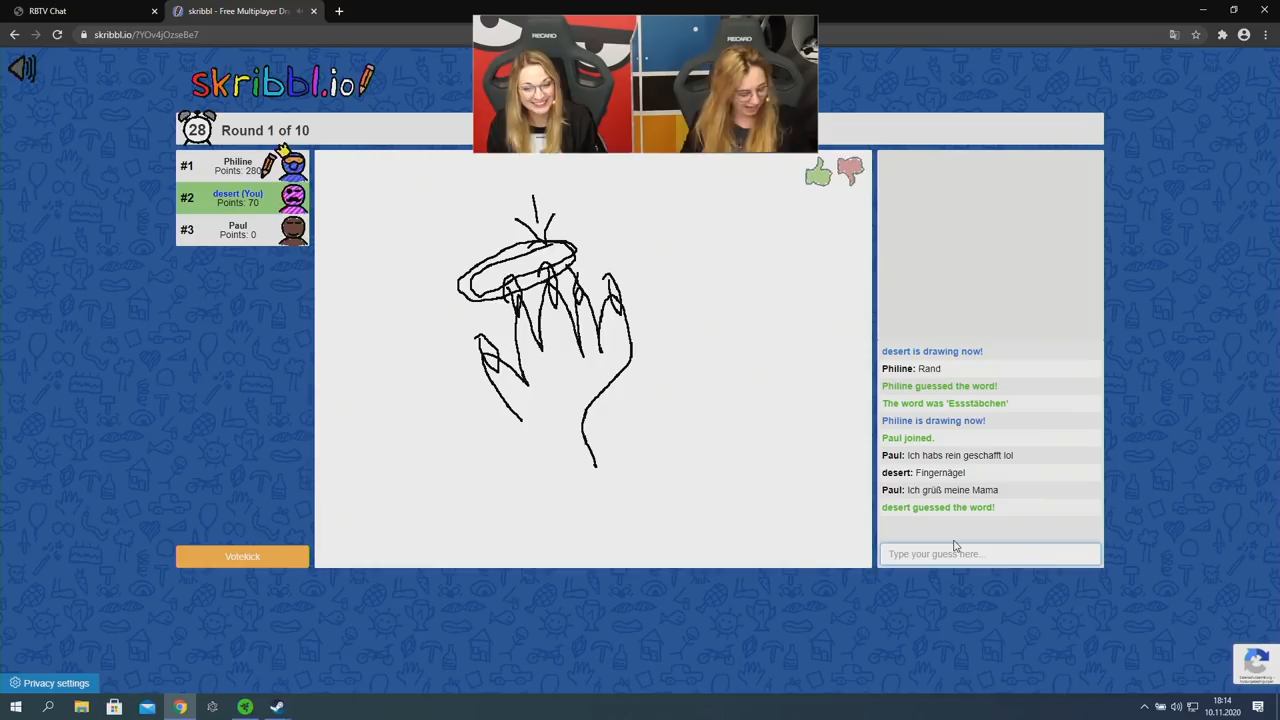 RBTV Chat
skribbl - Free Multiplayer Dra
skribbl.io/?YOv4jOzseBe7
RECARO
RECARO
skribbl.io
28
Round 1 of 10
#1
Philine
Points: 280
#2
desert (You)
Points: 70
#3
Paul
Points: 0
desert is drawing now!
Philine: Rand
Philine guessed the word!
The word was 'Essstäbchen'
Philine is drawing now!
Paul joined.
Paul: Ich habs rein geschafft lol
desert: Fingernägel
Paul: Ich grüß meine Mama
desert guessed the word!
Votekick
Type your guess here...
Privacy settings
18:14
10.11.2020